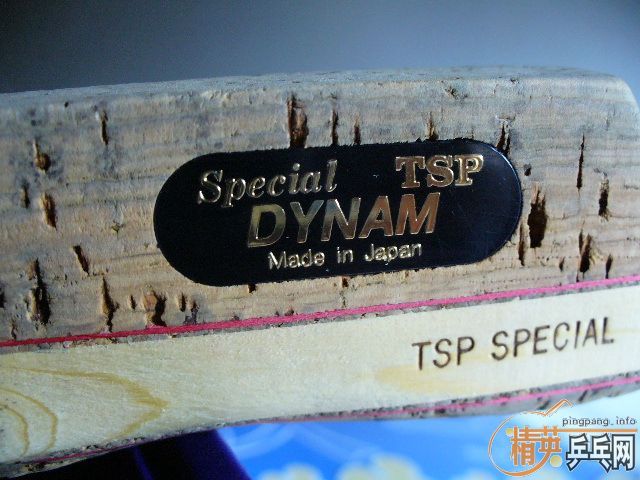 Special TSP
DYNAM
Made in Japan
TSP SPECIAL
pingpang.info
精英乒乓网